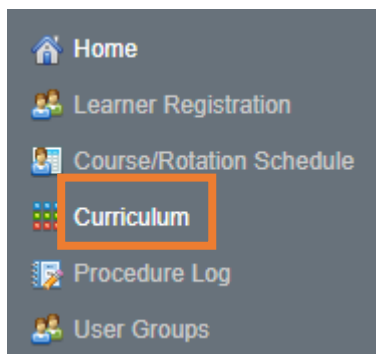 Home
Learner Registration
Course/Rotation Schedule
Curriculum
Procedure Log
User Groups